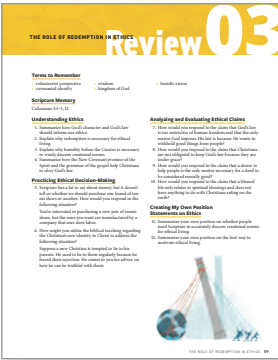 THE ROLE OF REDEMPTION IN ETHICS
Review 03
Terms to Remember
• volunteerist perspective
• covenantal identity
• wisdom
• kingdom of God
• beatific vision
Scripture Memory
Colossians 3:1–3, 12
Understanding Ethics
1. Summarize how God's character and God's law should inform our ethics.
2. Explain why redemption is necessary for ethical living.
3. Explain why humility before the Creator is necessary to wisely discern creational norms.
4. Summarize how the New Covenant promise of the Spirit and the grammar of the gospel help Christians to obey God's law.
Practicing Ethical Decision-Making
5. Scripture has a lot to say about money, but it doesn't tell us whether we should purchase one brand of tennis shoes or another. How would you respond in the following situation?
You're interested in purchasing a new pair of tennis shoes, but the ones you want are manufactured by a company that uses slave labor.
6. How might you utilize the biblical teaching regarding the Christian's new identity in Christ to address the following situation?
Suppose a new Christian is tempted to lie to his parents. He used to lie to them regularly because he feared their rejection. He comes to you for advice on how he can be truthful with them.
Analyzing and Evaluating Ethical Claims
7. How would you respond to the claim that God's law is too restrictive of human freedom and that the only reason God imposes His law is because He wants to withhold good things from people?
8. How would you respond to the claim that Christians are not obligated to keep God's law because they are under grace?
9. How would you respond to the claim that a desire to help people is the only motive necessary for a deed to be considered morally good?
10. How would you respond to the claim that a blessed life only relates to spiritual blessings and does not have anything to do with Christians ruling on the earth?
Creating My Own Position Statements on Ethics
11. Summarize your own position on whether people need Scripture to accurately discern creational norms for ethical living.
12. Summarize your own position on the best way to motivate ethical living.
THE ROLE OF REDEMPTION IN ETHICS 59